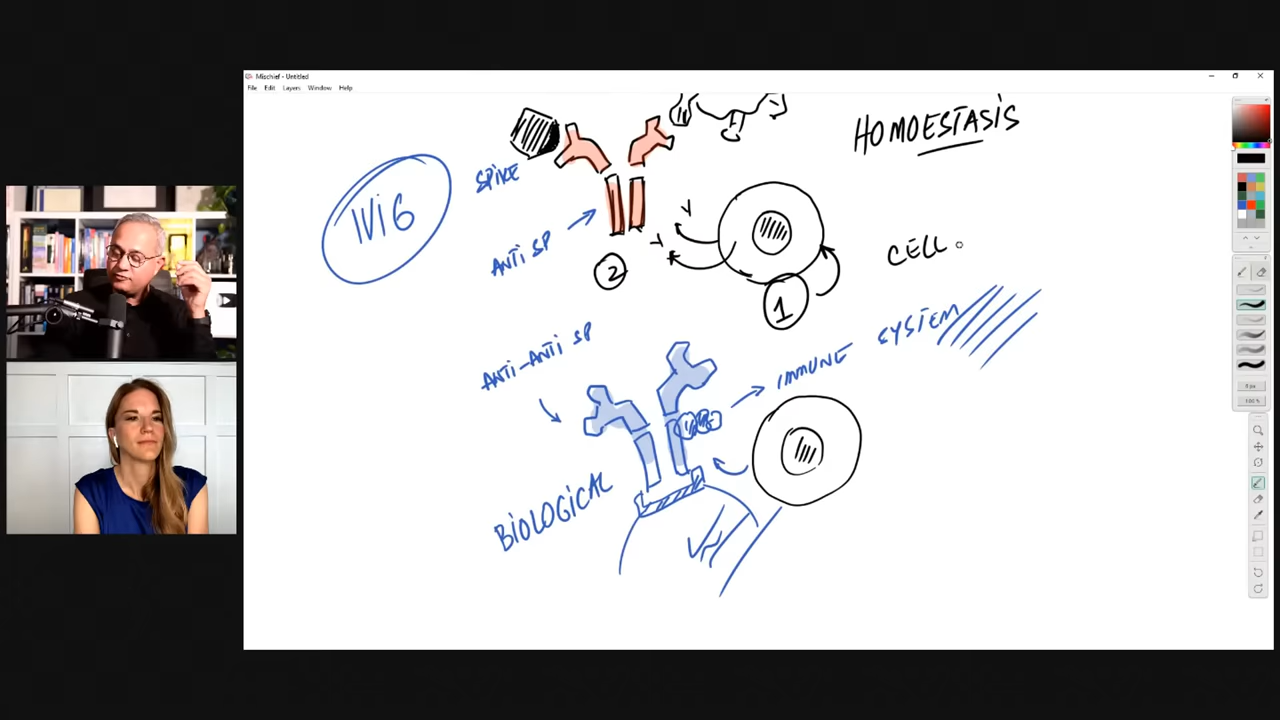 Mischief - Untitled
File Edit Layers Window Help
HOMOESTASIS
SPIKE
IVIG
ANTI SP
2
CELL
1
SYSTEM
ANTI-ANTI SP
IMMUNE
BIOLOGICAL